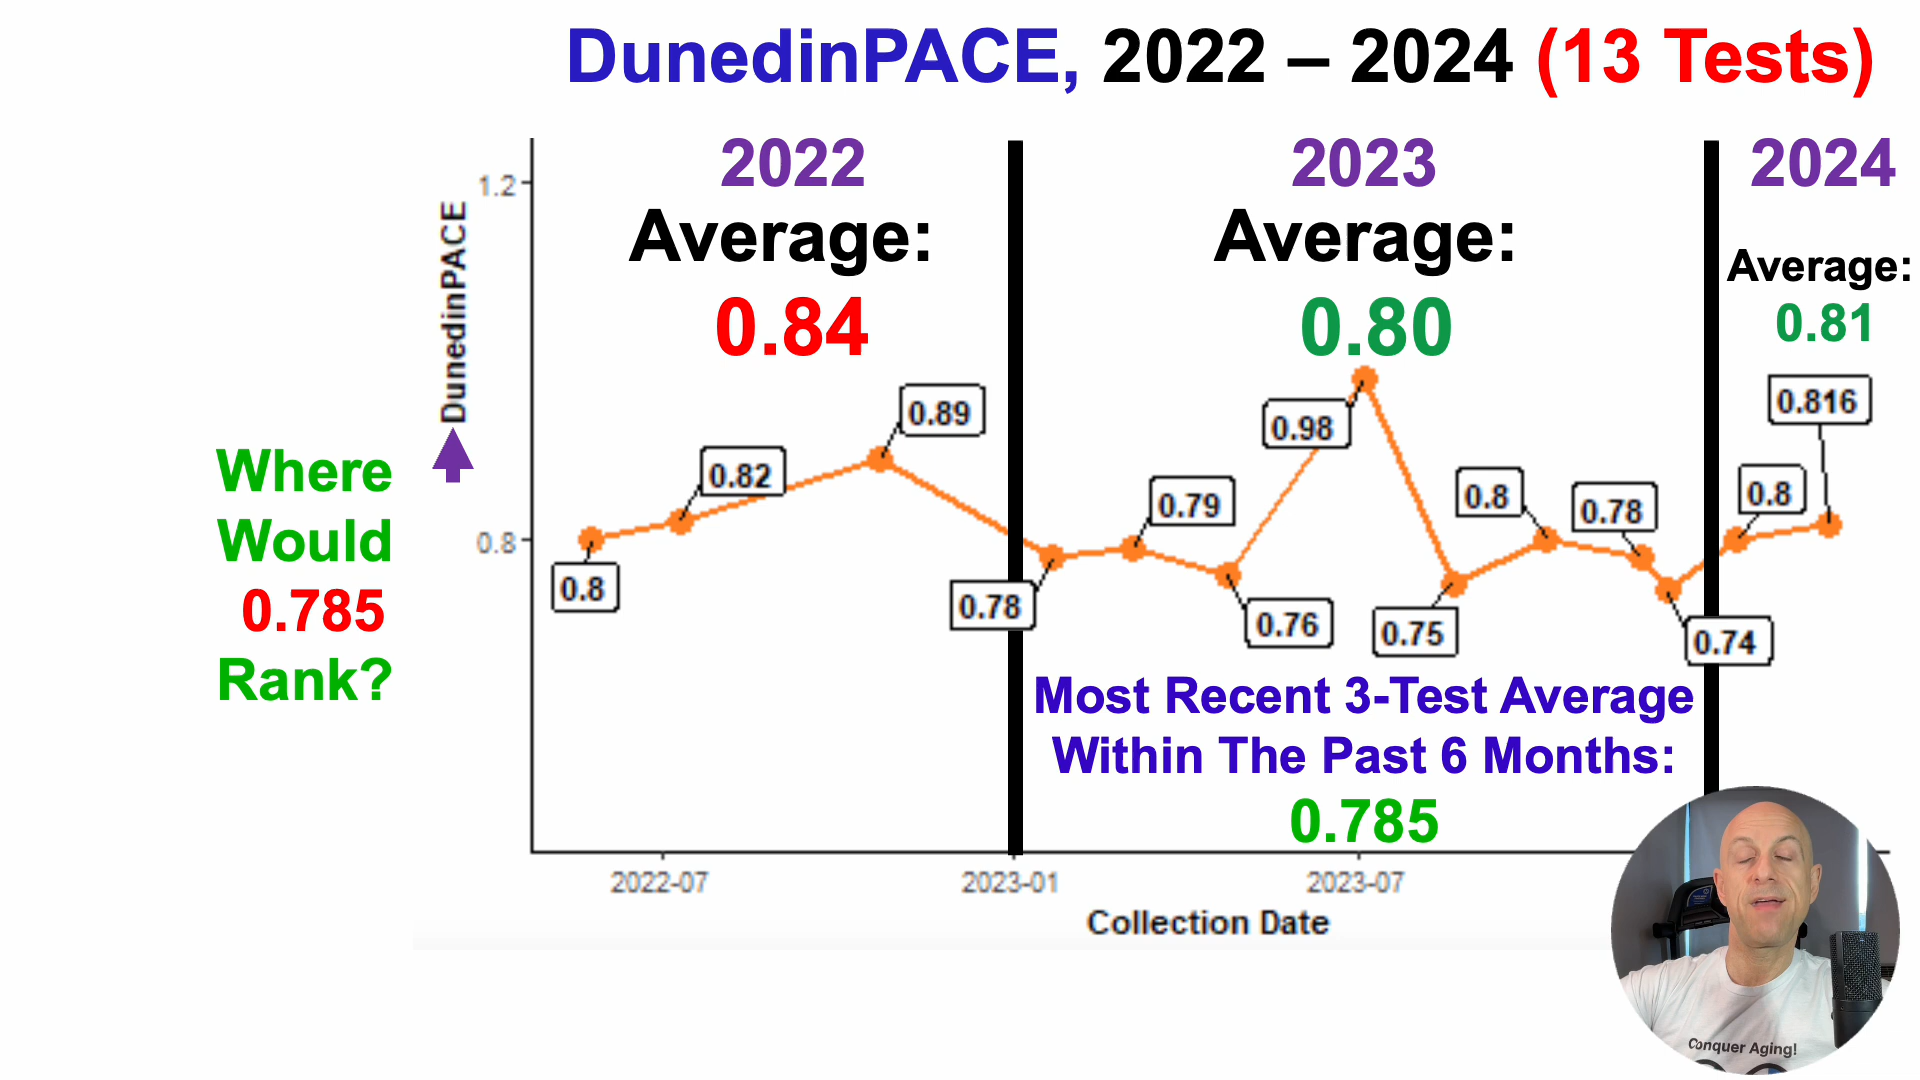 DunedinPACE, 2022 – 2024 (13 Tests)
2022
Average:
0.84
2023
Average:
0.80
2024
Average:
0.81
DunedinPACE
1.2
0.8
Where
Would
0.785
Rank?
0.8
0.82
0.89
0.78
0.79
0.76
0.98
0.75
0.8
0.78
0.74
0.8
0.816
Most Recent 3-Test Average
Within The Past 6 Months:
0.785
2022-07
2023-01
2023-07
Collection Date
Conquer Aging!